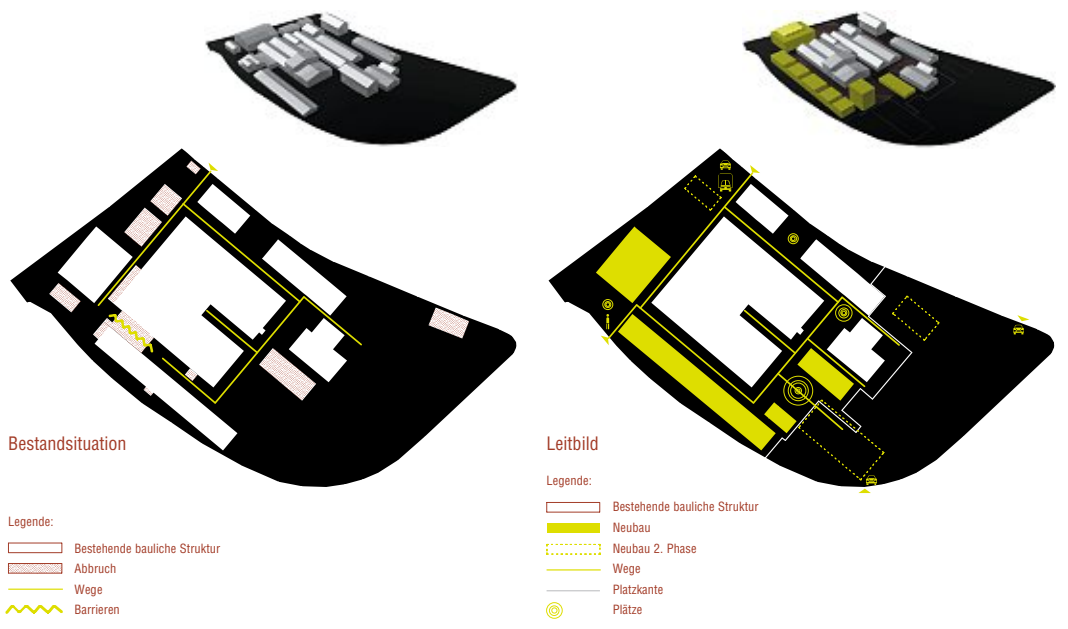 Bestandsituation
Legende:
Bestehende bauliche Struktur
Abbruch
Wege
Barrieren
Leitbild
Legende:
Bestehende bauliche Struktur
Neubau
Neubau 2. Phase
Wege
Platzkante
Plätze